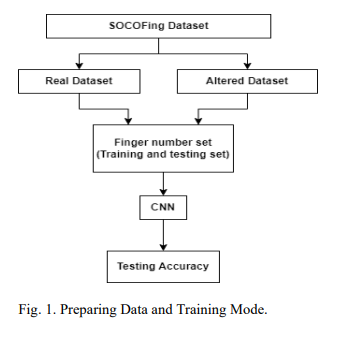 SOCOFing Dataset
Real Dataset
Altered Dataset
Finger number set
(Training and testing set)
CNN
Testing Accuracy
Fig. 1. Preparing Data and Training Mode.